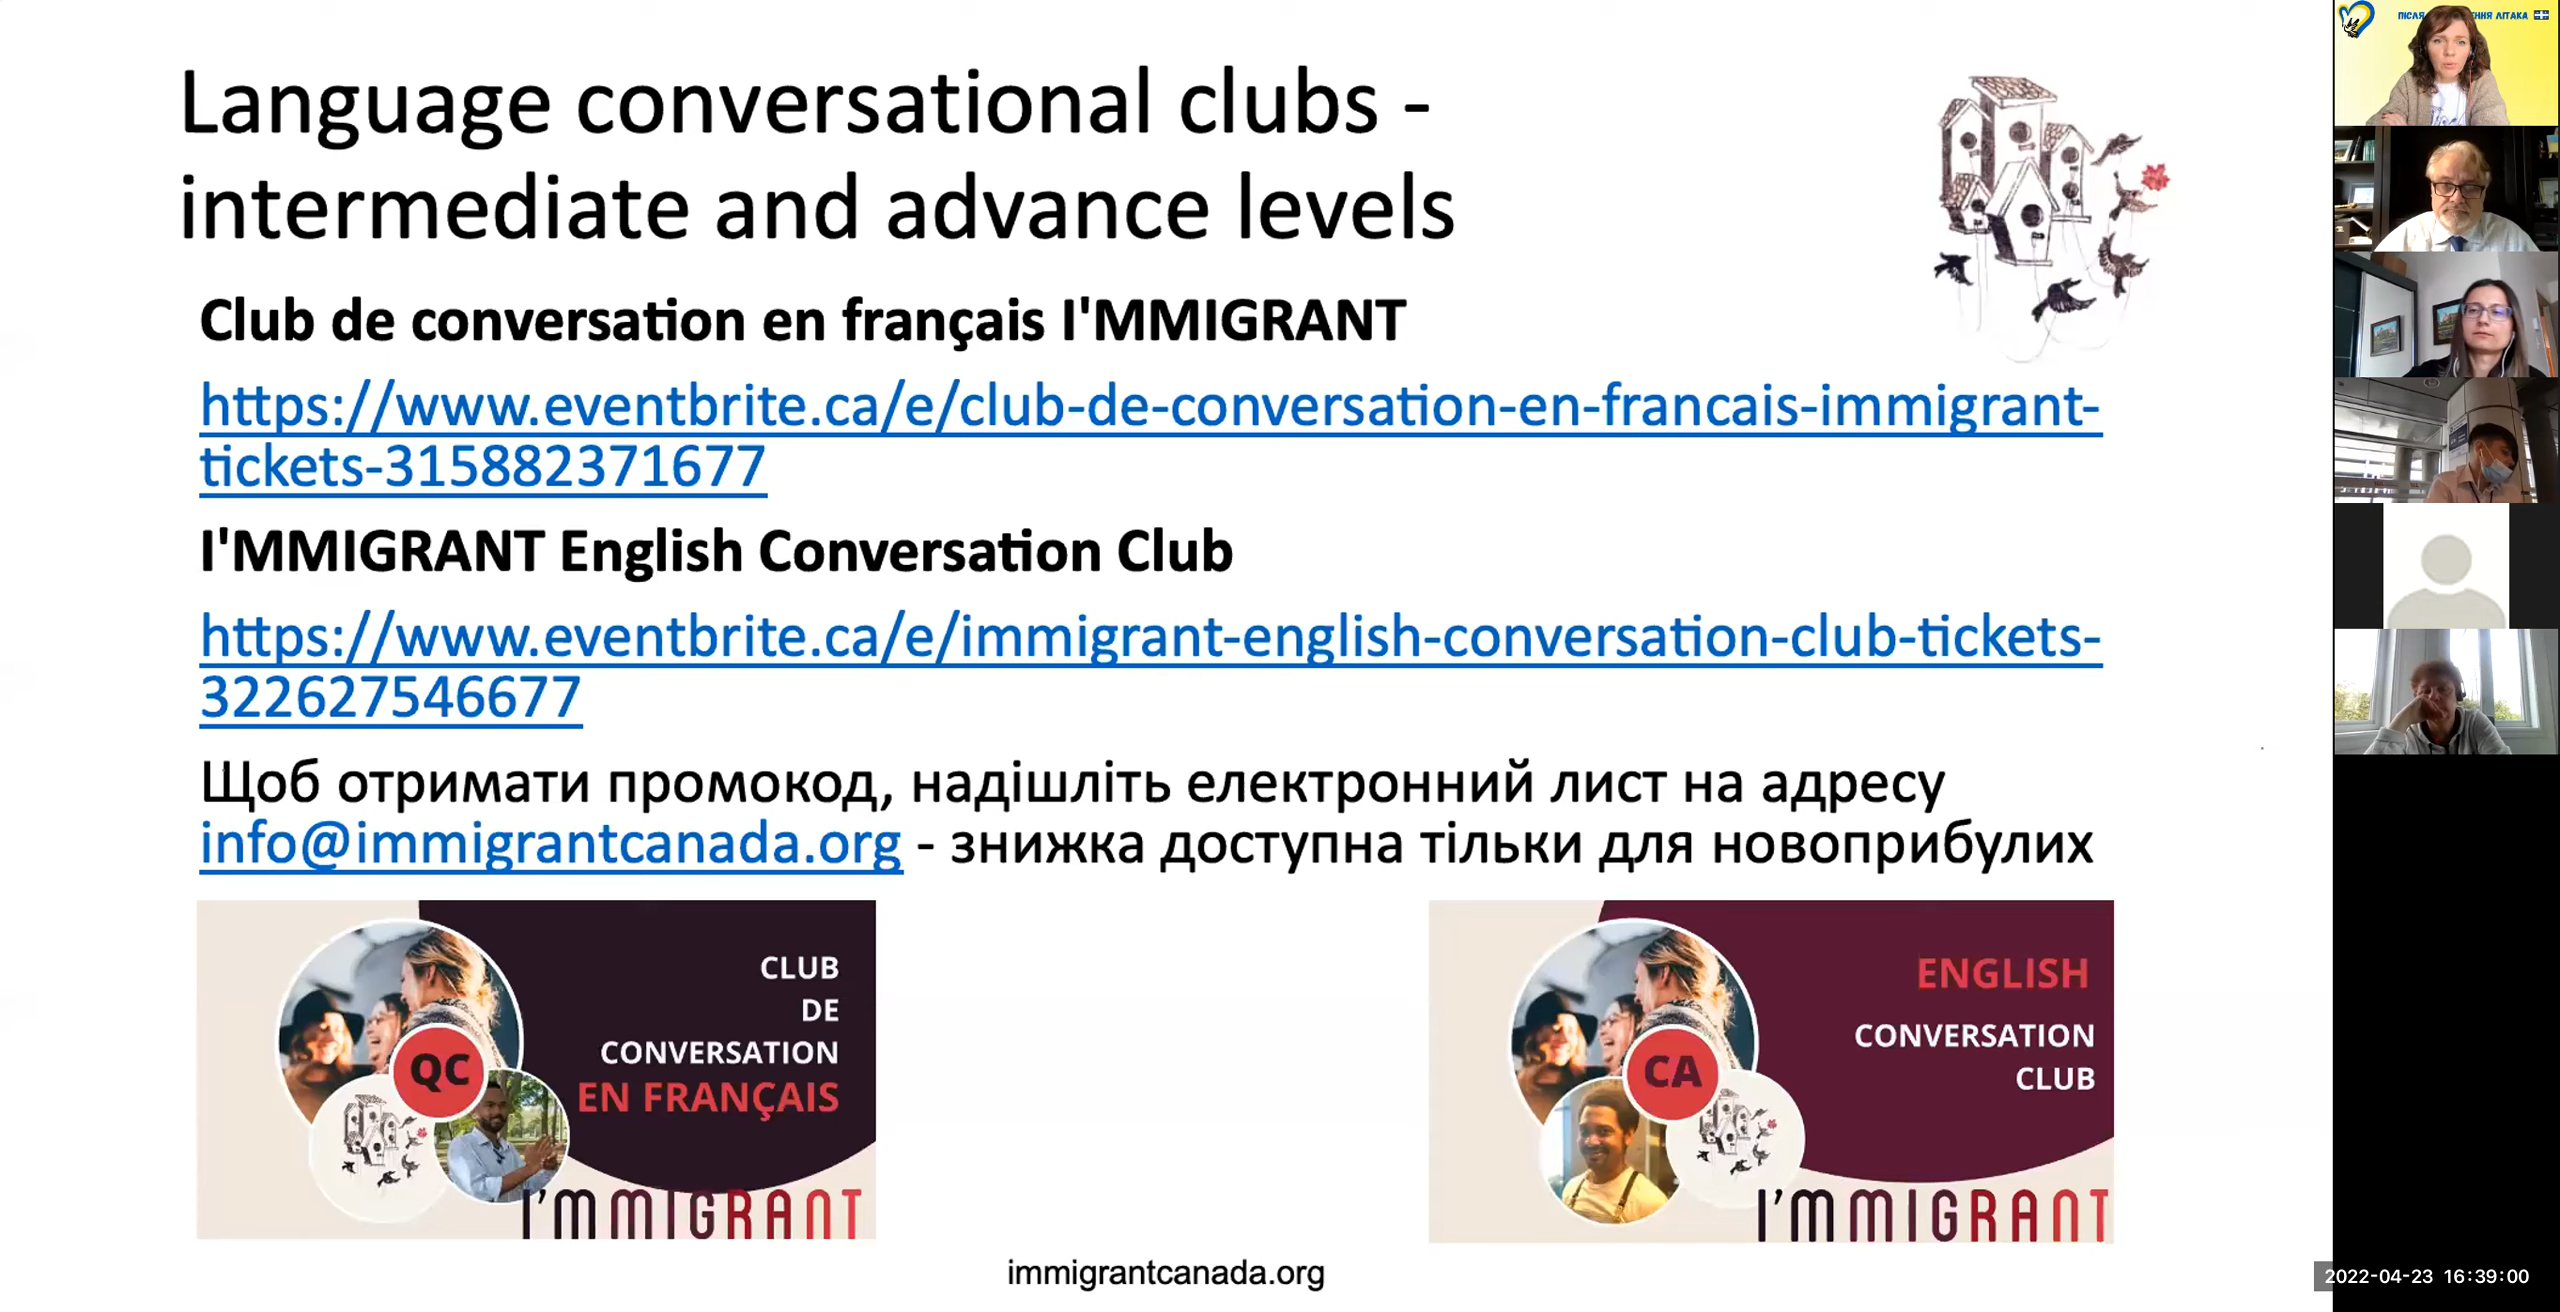 Language conversational clubs -
intermediate and advance levels
Club de conversation en français I'MMIGRANT
https://www.eventbrite.ca/e/club-de-conversation-en-francais-immigrant-
tickets-315882371677
I'MMIGRANT English Conversation Club
https://www.eventbrite.ca/e/immigrant-english-conversation-club-tickets-
322627546677
Щоб отримати промокод, надішліть електронний лист на адресу
info@immigrantcanada.org - знижка доступна тільки для новоприбулих
CLUB
DE
CONVERSATION
EN FRANÇAIS
QC
I'MMIGRANT
ENGLISH
CONVERSATION
CLUB
CA
I'MMIGRANT
immigrantcanada.org
ПІСЛЯ ЛІТАКА
2022-04-23 16:39:00